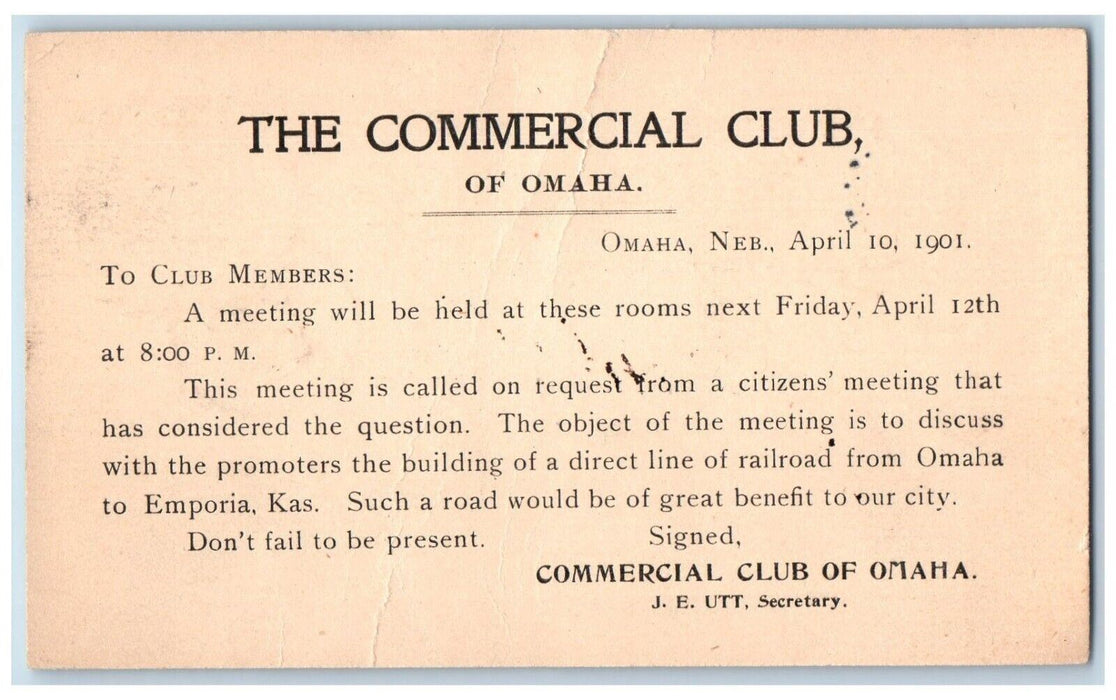 THE COMMERCIAL CLUB,
OF OMAHA.
OMAHA, NEB., April 10, 1901.
TO CLUB MEMBERS:
A meeting will be held at these rooms next Friday, April 12th
at 8:00 P. M.
This meeting is called on request from a citizens' meeting that
has considered the question. The object of the meeting is to discuss
with the promoters the building of a direct line of railroad from Omaha
to Emporia, Kas. Such a road would be of great benefit to our city.
Don't fail to be present. Signed,
COMMERCIAL CLUB OF OMAHA.
J. E. UTT, Secretary.